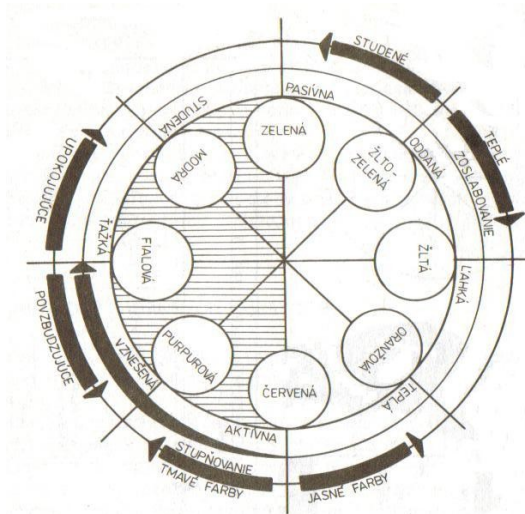 STUDENÉ
PASÍVNA
STUDENÁ
ZELENÁ
ODDANÁ
TEPLÉ
ZOSLABOVANIE
UPOKOJUJÚCE
MODRÁ
ŽLTO-
ZELENÁ
ŤAŽKÁ
FIALOVÁ
ŽLTÁ
ĽAHKÁ
POVZBUDZUJÚCE
VZNEŠENÁ
PURPUROVÁ
ORANŽOVÁ
ČERVENÁ
TEPLÁ
AKTÍVNA
STUPŇOVANIE
TMAVÉ FARBY
JASNÉ FARBY